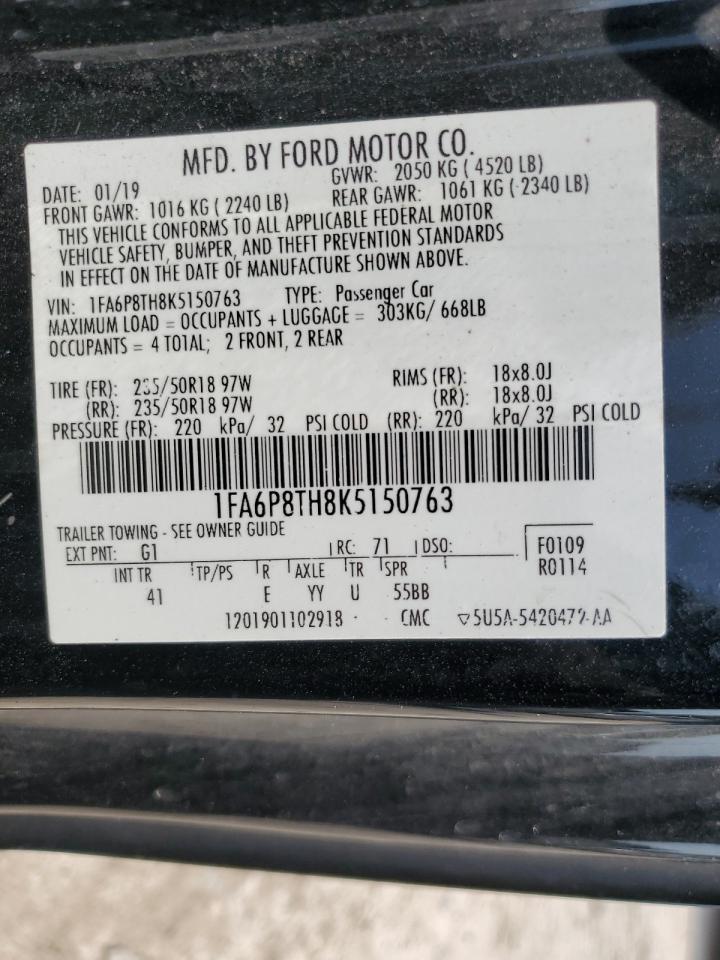 MFD. BY FORD MOTOR CO.
DATE: 01/19 GVWR: 2050 KG ( 4520 LB)
FRONT GAWR: 1016 KG ( 2240 LB) REAR GAWR: 1061 KG ( 2340 LB)
THIS VEHICLE CONFORMS TO ALL APPLICABLE FEDERAL MOTOR
VEHICLE SAFETY, BUMPER, AND THEFT PREVENTION STANDARDS
IN EFFECT ON THE DATE OF MANUFACTURE SHOWN ABOVE.
VIN: 1FA6P8TH8K5150763 TYPE: Passenger Car
MAXIMUM LOAD = OCCUPANTS + LUGGAGE = 303KG/ 668LB
OCCUPANTS = 4 TOTAL; 2 FRONT, 2 REAR
TIRE (FR): 235/50R18 97W RIMS (FR): 18x8.0J
(RR): 235/50R18 97W (RR): 18x8.0J
PRESSURE (FR): 220 kPa/ 32 PSI COLD (RR): 220 kPa/ 32 PSI COLD
1FA6P8TH8K5150763
TRAILER TOWING - SEE OWNER GUIDE
EXT PNT: G1 RC: 71 DSO: F0109
INT TR TP/PS R AXLE TR SPR R0114
41 E YY U 55BB
1201901102918 CMC ▽5U5A-5420472-AA